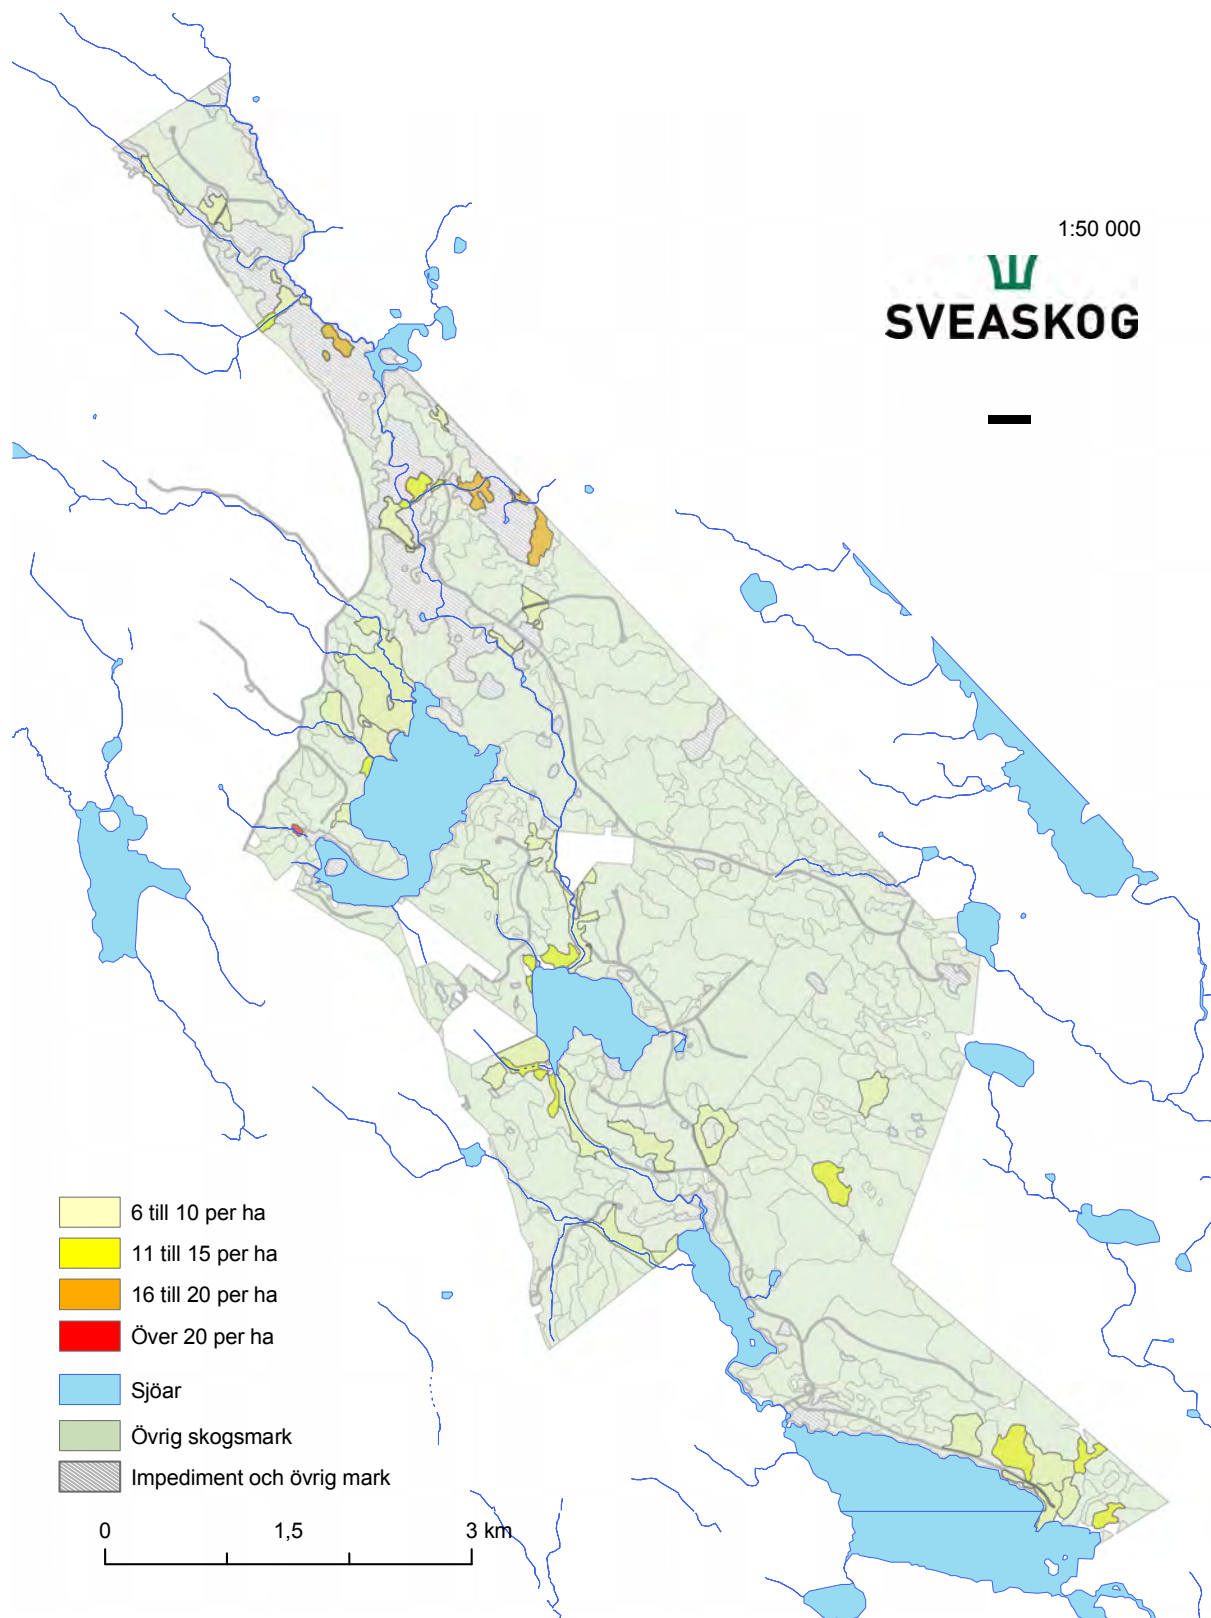 1:50 000
SVEASKOG
6 till 10 per ha
11 till 15 per ha
16 till 20 per ha
Över 20 per ha
Sjöar
Övrig skogsmark
Impediment och övrig mark
0 1,5 3 km